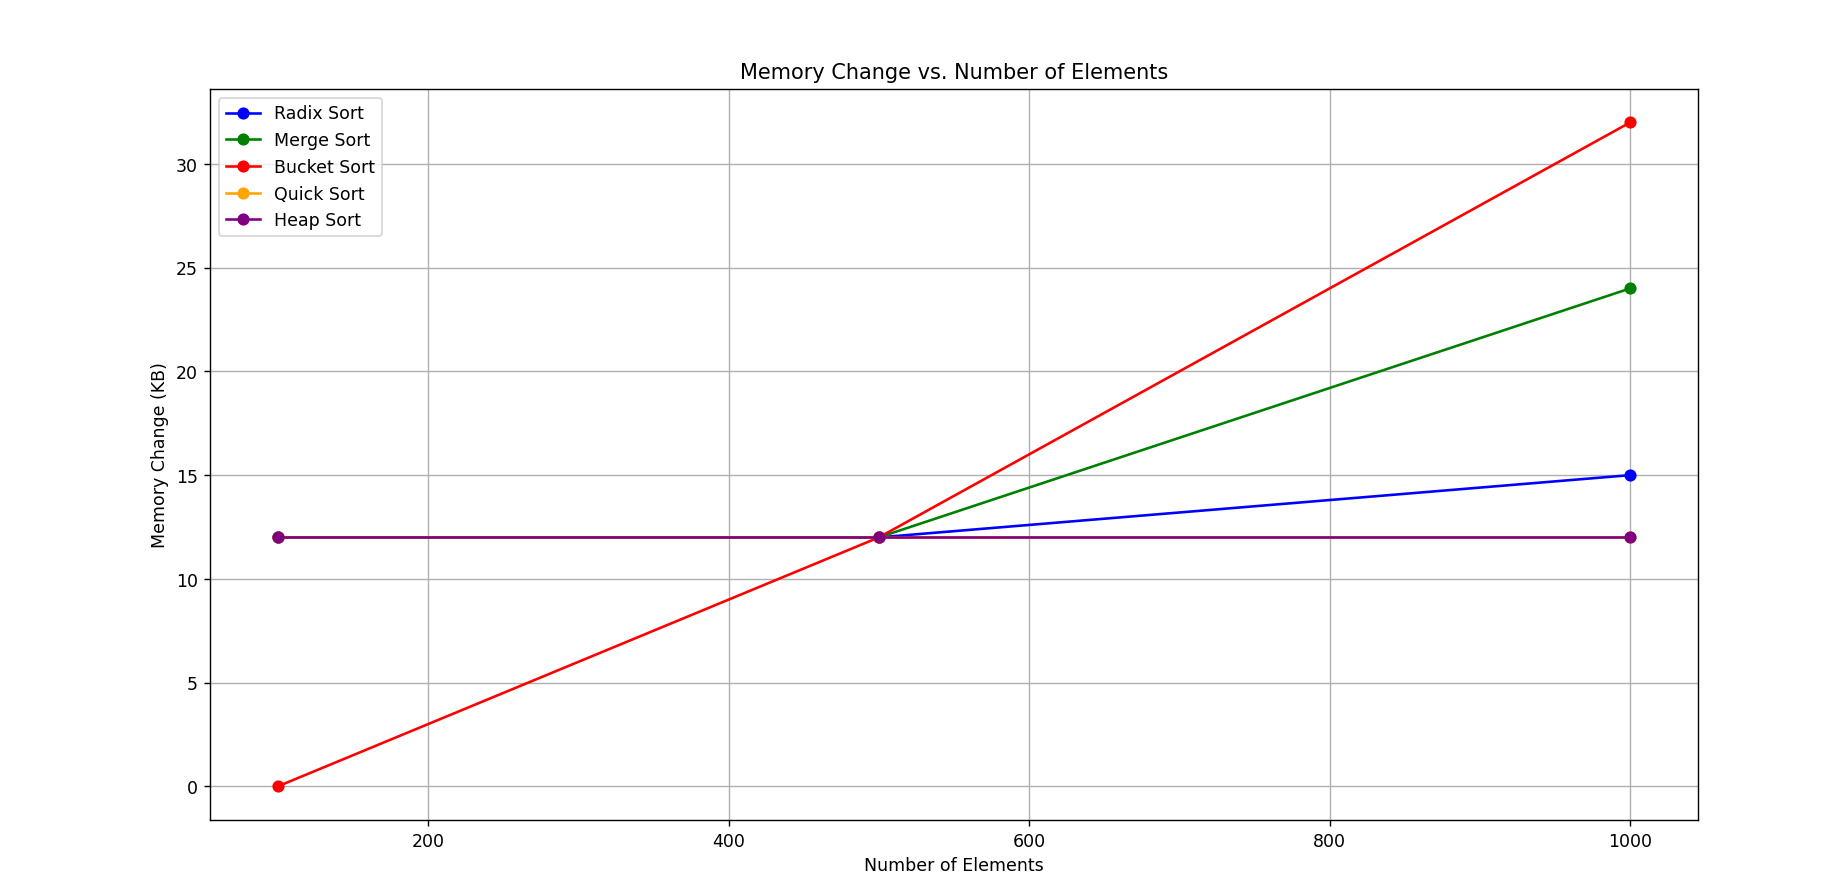 Memory Change vs. Number of Elements
Radix Sort
Merge Sort
Bucket Sort
Quick Sort
Heap Sort
Memory Change (KB)
30
25
20
15
10
5
0
200 400 600 800 1000
Number of Elements